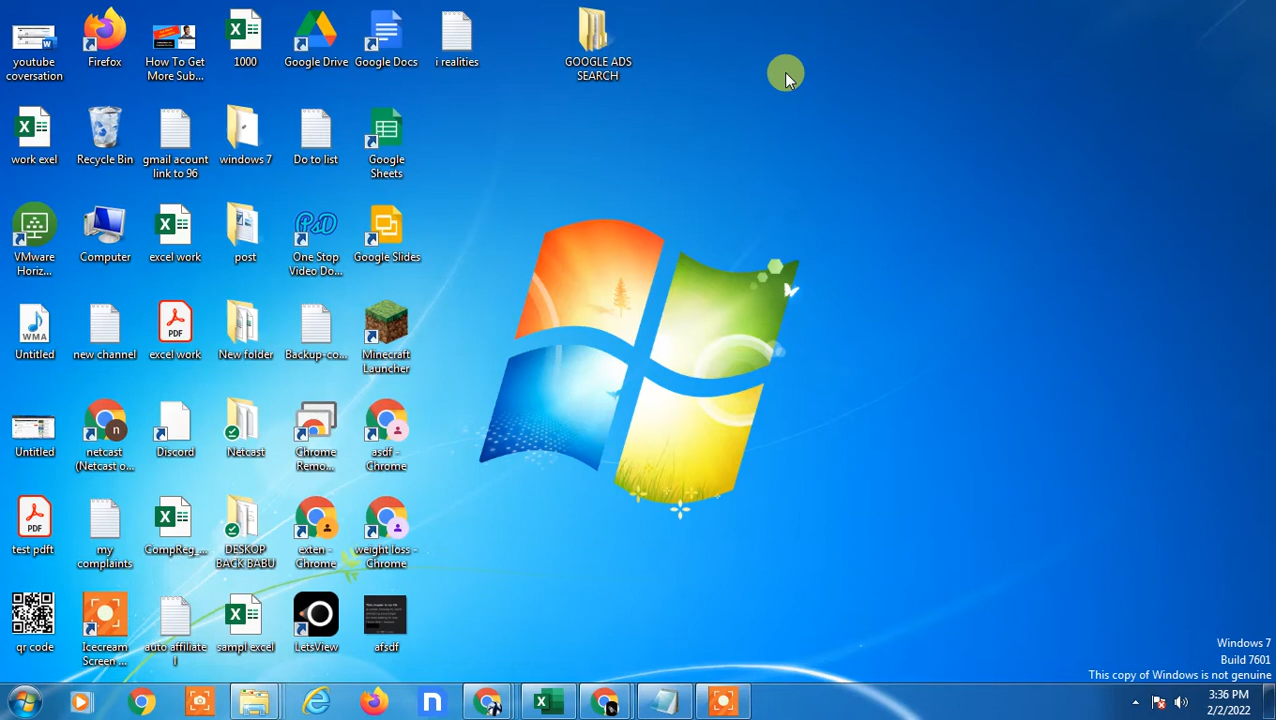 youtube
coversation
Firefox
How To Get
More Sub...
1000
Google Drive
Google Docs
i realities
GOOGLE ADS
SEARCH
work exel
Recycle Bin
gmail acount
link to 96
windows 7
Do to list
Google
Sheets
VMware
Horiz...
Computer
excel work
post
One Stop
Video Do...
Google Slides
WMA
Untitled
new channel
PDF
excel work
New folder
Backup-co...
Minecraft
Launcher
Untitled
netcast
(Netcast o...
Discord
Netcast
Chrome
Remo...
asdf -
Chrome
PDF
test pdft
my
complaints
CompReg_...
DESKOP
BACK BABU
exten -
Chrome
weight loss -
Chrome
qr code
Icecream
Screen ...
auto affiliate
l
sampl excel
LetsView
afsdf
Windows 7
Build 7601
This copy of Windows is not genuine
3:36 PM
2/2/2022